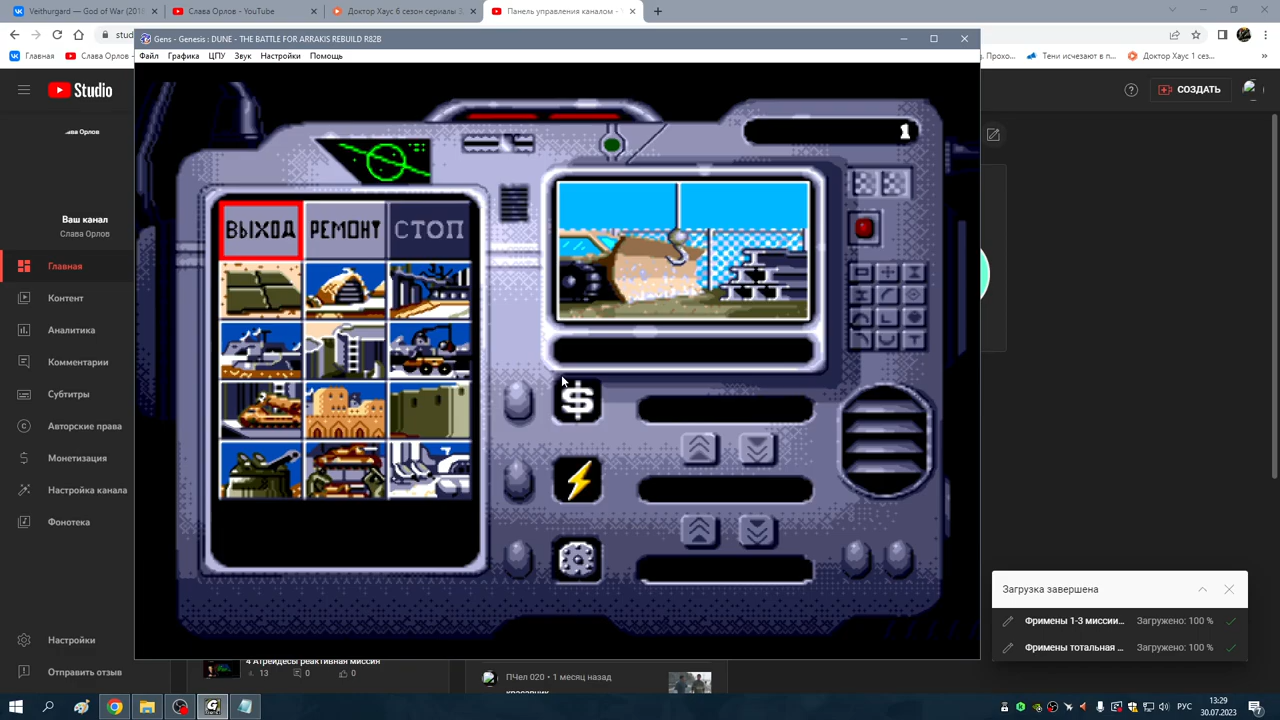 Veithurgard — God of War (2018
Слава Орлов - YouTube
Доктор Хаус 6 сезон сериалы
Панель управления каналом -
stud
Главная
Слава Орлов
Прохо...
Тени исчезают в п...
Доктор Хаус 1 сез...
»
Gens - Genesis : DUNE - THE BATTLE FOR ARRAKIS REBUILD R82B
Файл Графика ЦПУ Звук Настройки Помощь
Studio
СОЗДАТЬ
Ваш канал
Слава Орлов
Главная
Контент
Аналитика
Комментарии
Субтитры
Авторские права
Монетизация
Настройка канала
Фонотека
Настройки
Отправить отзыв
ВЫХОД РЕМОНТ СТОП
$
4 Атрейдесы реактивная миссия
13 0 0
ПЧел 020 • 1 месяц назад
красавчик
Загрузка завершена
Фримены 1-3 миссии... Загружено: 100 %
Фримены тотальная ... Загружено: 100 %
РУС
13:29
30.07.2023